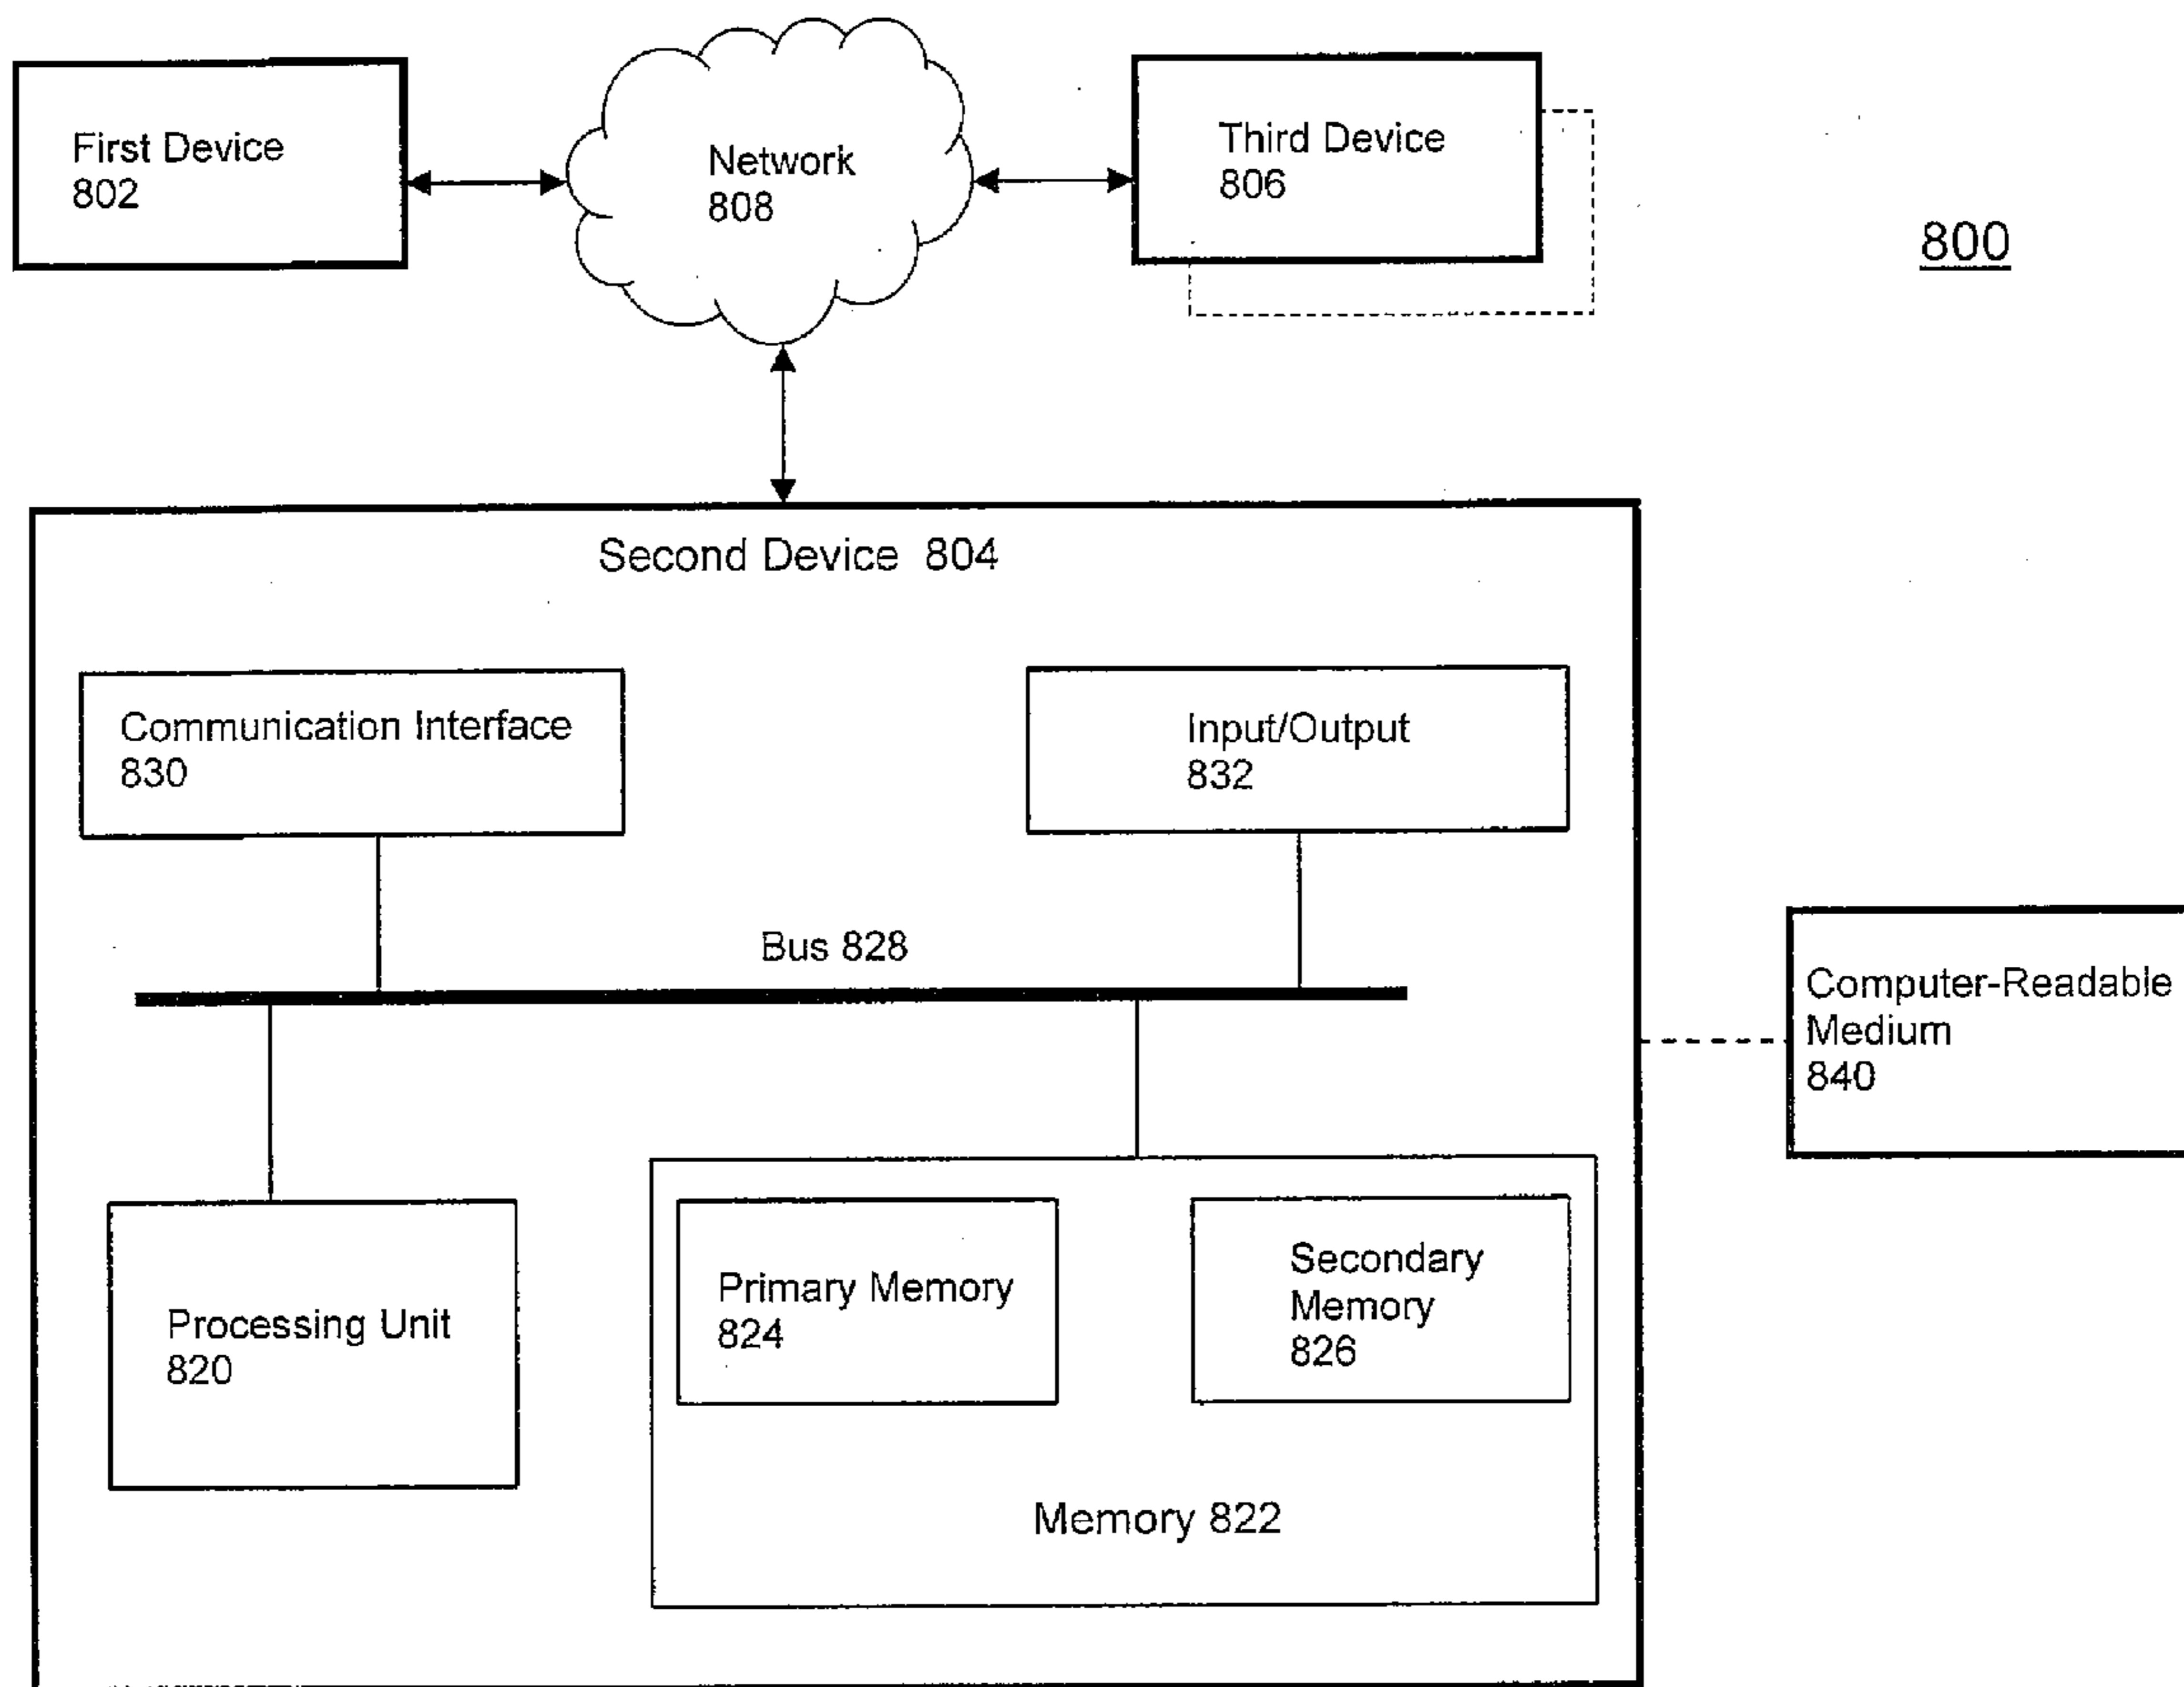 First Device
802
Network
808
Third Device
806
800
Second Device 804
Communication Interface
830
Input/Output
832
Bus 828
Computer-Readable
Medium
840
Processing Unit
820
Primary Memory
824
Secondary
Memory
826
Memory 822